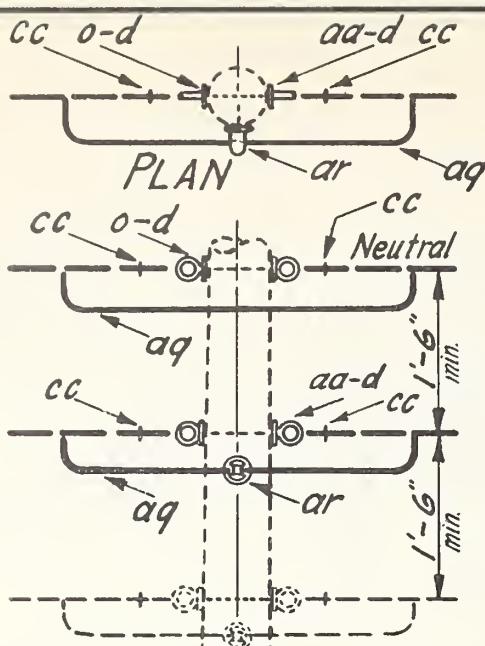 cc o-d aa-d cc
PLAN ar aq
cc o-d cc
Neutral
aq
1'-6" min.
cc aa-d cc
aq ar
1'-6" min.